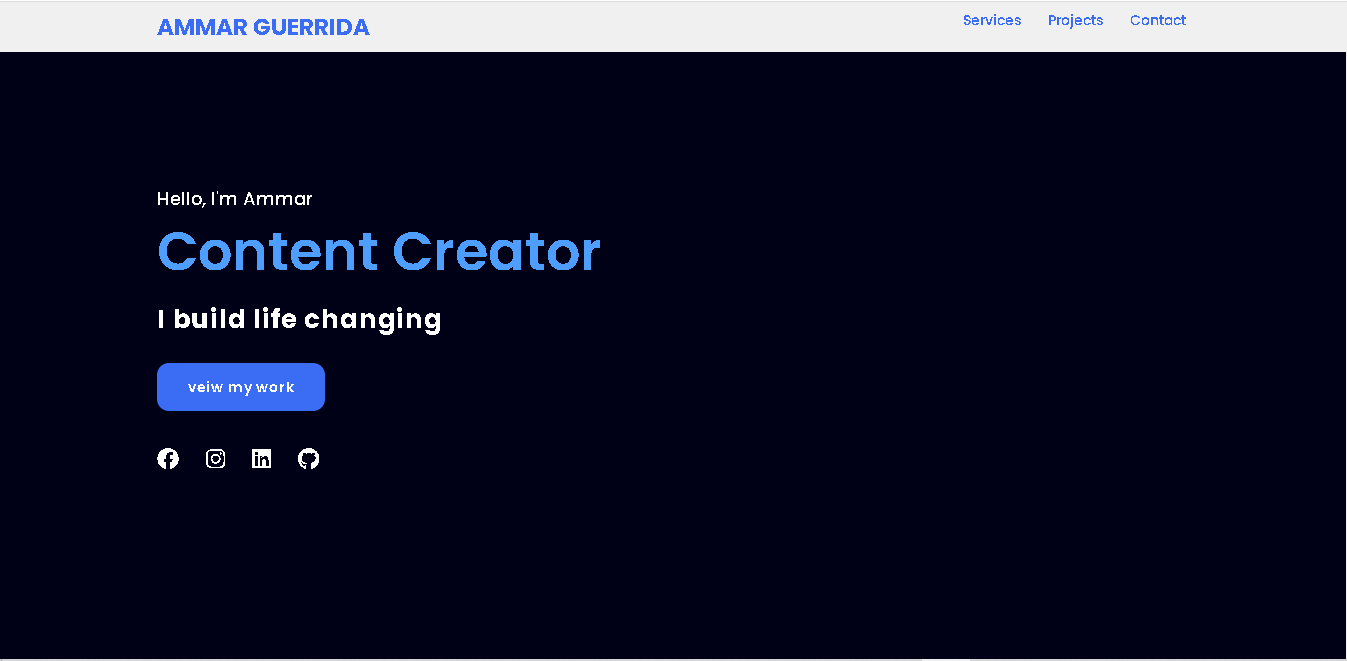 AMMAR GUERRIDA
Services Projects Contact
Hello, I'm Ammar
Content Creator
I build life changing
veiw my work